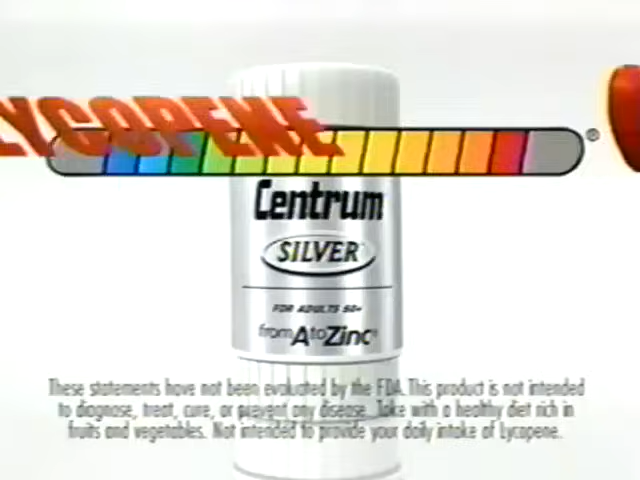 LYCOPENE
®
Centrum
SILVER
FOR ADULTS 50+
from A to Zinc®
These statements have not been evaluated by the FDA. This product is not intended
to diagnose, treat, cure, or prevent any disease. Take with a healthy diet rich in
fruits and vegetables. Not intended to provide your daily intake of Lycopene.